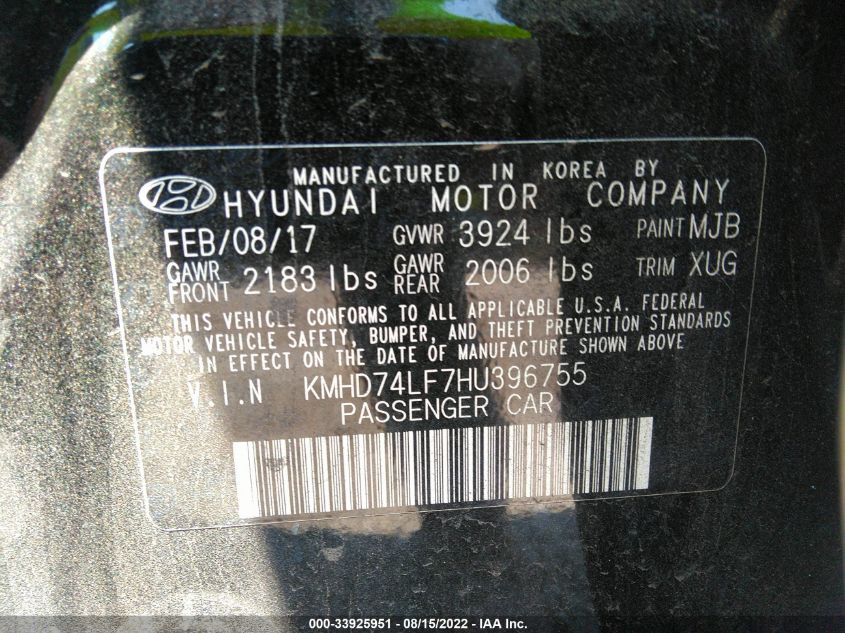 MANUFACTURED IN KOREA BY
HYUNDAI MOTOR COMPANY
FEB/08/17 GVWR 3924 lbs PAINT MJB
GAWR FRONT 2183 lbs GAWR REAR 2006 lbs TRIM XUG
THIS VEHICLE CONFORMS TO ALL APPLICABLE U.S.A. FEDERAL
MOTOR VEHICLE SAFETY, BUMPER, AND THEFT PREVENTION STANDARDS
IN EFFECT ON THE DATE OF MANUFACTURE SHOWN ABOVE
V.I.N KMHD74LF7HU396755
PASSENGER CAR
000-33925951 - 08/15/2022 - IAA Inc.